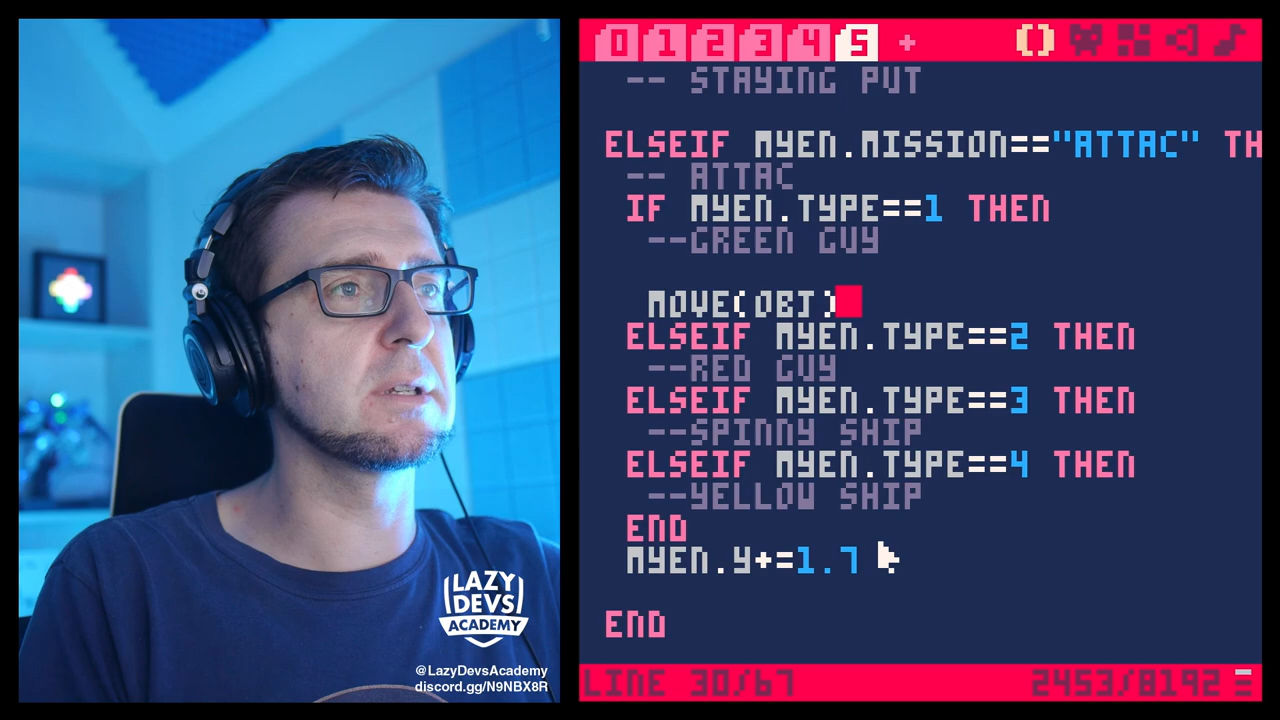 0 1 2 3 4 5 +
-- STAYING PUT
ELSEIF MYEN.MISSION=="ATTAC" TH
-- ATTAC
IF MYEN.TYPE==1 THEN
--GREEN GUY
MOVE(OBJ)
ELSEIF MYEN.TYPE==2 THEN
--RED GUY
ELSEIF MYEN.TYPE==3 THEN
--SPINNY SHIP
ELSEIF MYEN.TYPE==4 THEN
--YELLOW SHIP
END
MYEN.Y+=1.7
END
LINE 30/67 2453/8192
LAZY
DEVS
ACADEMY
@LazyDevsAcademy
discord.gg/N9NBX8R